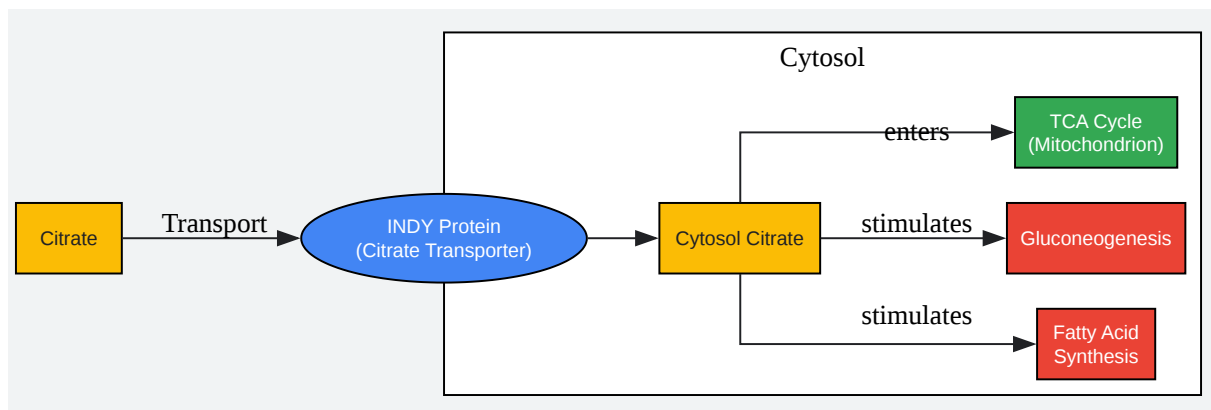 Cytosol
TCA Cycle
(Mitochondrion)
enters
Citrate
Transport
INDY Protein
(Citrate Transporter)
Cytosol Citrate
stimulates
Gluconeogenesis
stimulates
Fatty Acid
Synthesis